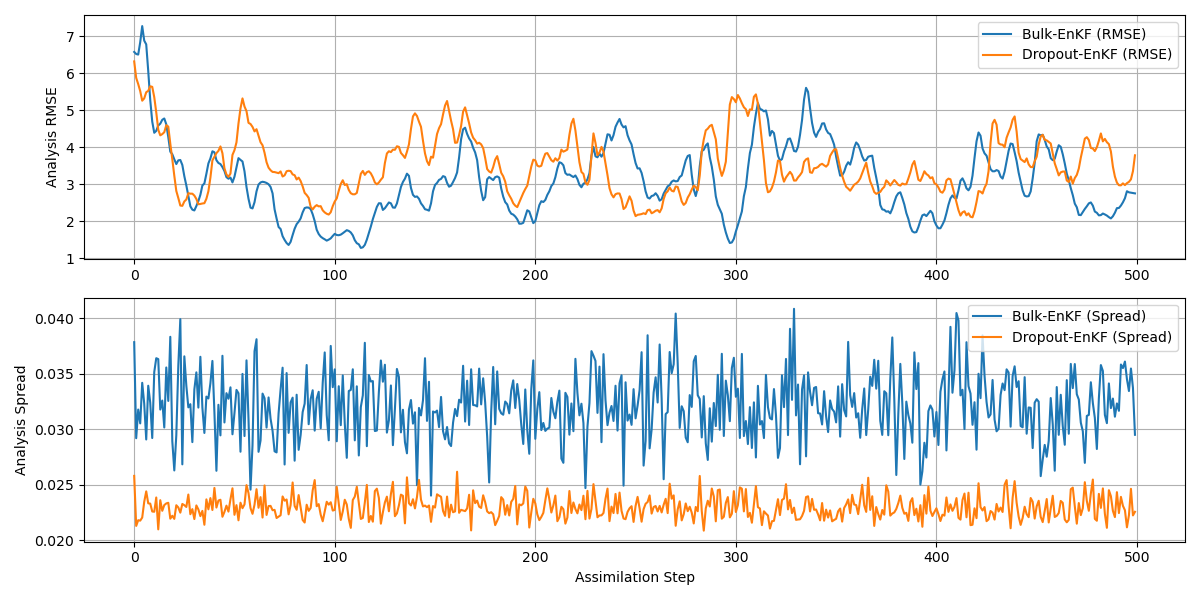 7
6
5
4
3
2
1
Analysis RMSE
Bulk-EnKF (RMSE)
Dropout-EnKF (RMSE)
0 100 200 300 400 500
0.040
0.035
0.030
0.025
0.020
Analysis Spread
Bulk-EnKF (Spread)
Dropout-EnKF (Spread)
0 100 200 300 400 500
Assimilation Step